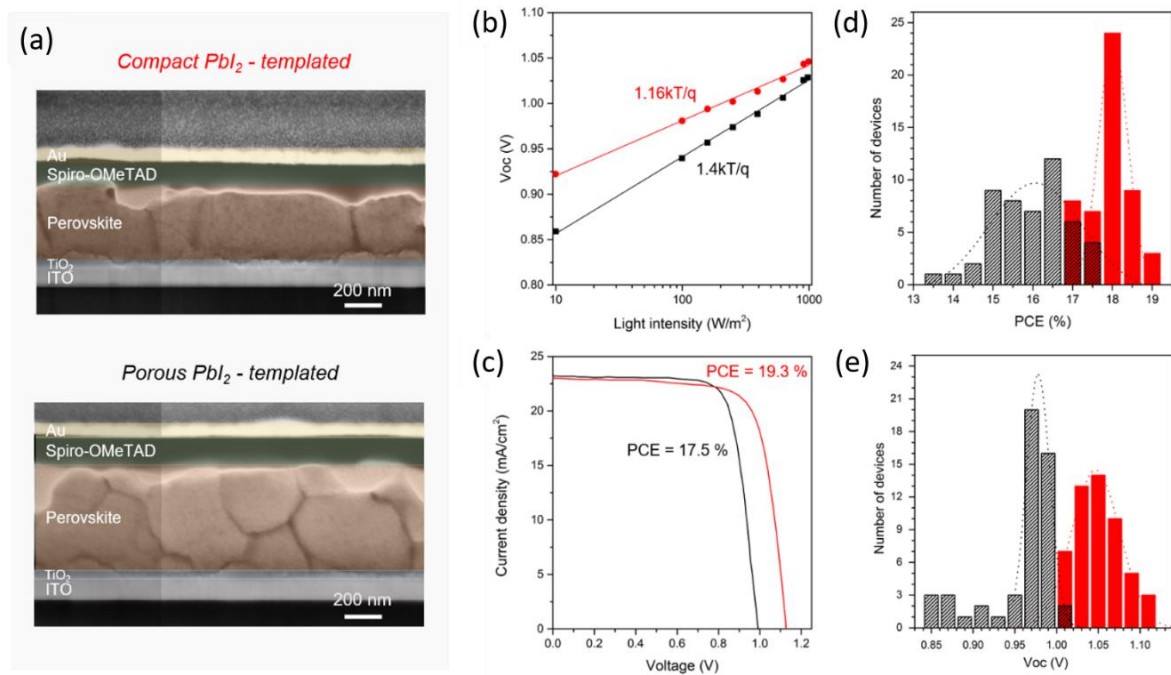 (a)
Compact PbI₂ - templated
Au
Spiro-OMeTAD
Perovskite
TiO₂
ITO
200 nm
Porous PbI₂ - templated
Au
Spiro-OMeTAD
Perovskite
TiO₂
ITO
200 nm
(b)
1.10
1.05
1.00
0.95
0.90
0.85
0.80
Voc (V)
1.16kT/q
1.4kT/q
10
100
1000
Light intensity (W/m²)
(c)
25
20
15
10
5
0
Current density (mA/cm²)
PCE = 19.3 %
PCE = 17.5 %
0.0
0.2
0.4
0.6
0.8
1.0
1.2
Voltage (V)
(d)
25
20
15
10
5
0
Number of devices
13
14
15
16
17
18
19
PCE (%)
(e)
24
21
18
15
12
9
6
3
0
Number of devices
0.85
0.90
0.95
1.00
1.05
1.10
Voc (V)